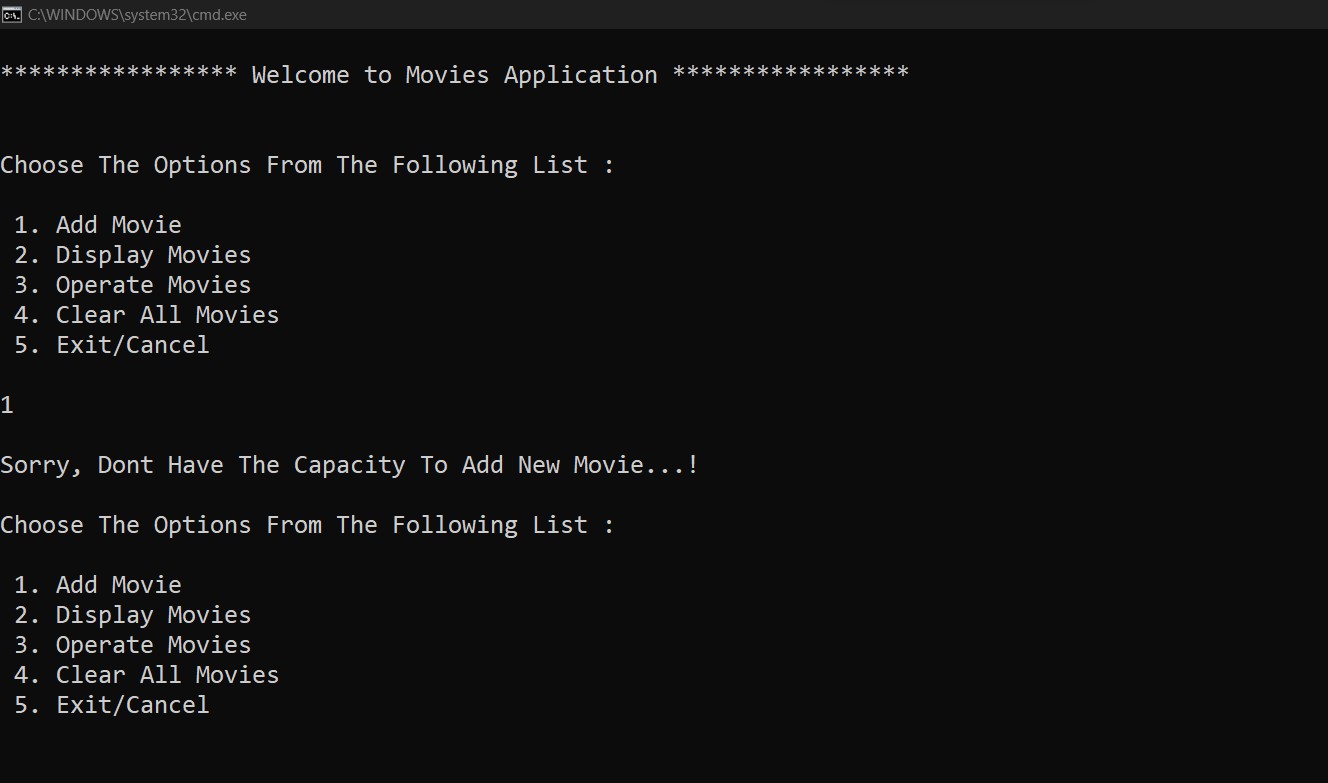 C:\WINDOWS\system32\cmd.exe
***************** Welcome to Movies Application *****************
Choose The Options From The Following List :
1. Add Movie
2. Display Movies
3. Operate Movies
4. Clear All Movies
5. Exit/Cancel
1
Sorry, Dont Have The Capacity To Add New Movie...!
Choose The Options From The Following List :
1. Add Movie
2. Display Movies
3. Operate Movies
4. Clear All Movies
5. Exit/Cancel